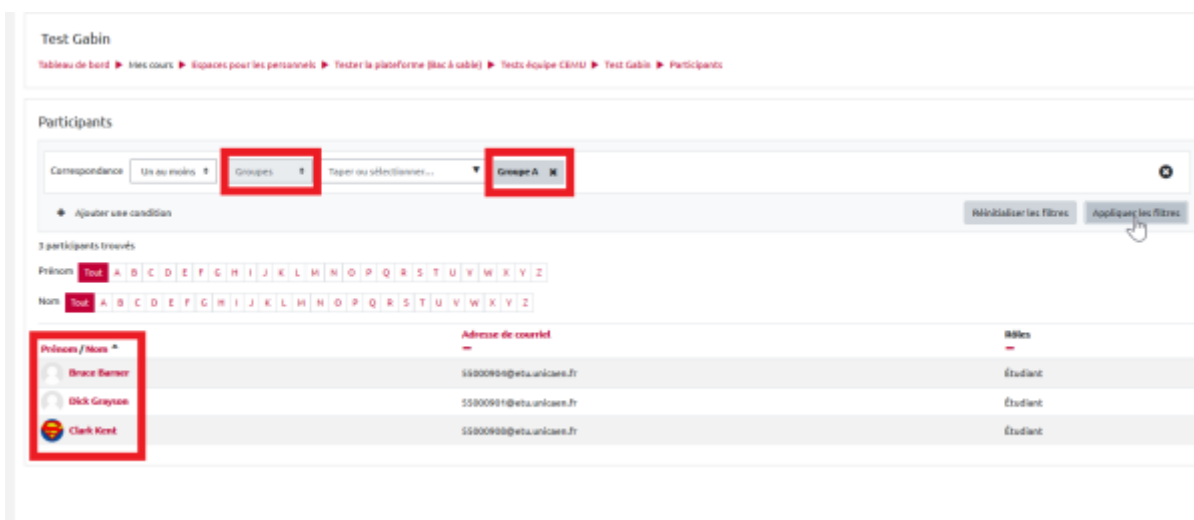 Test Gabin
Tableau de bord ▶ Mes cours ▶ Espaces pour les personnels ▶ Tester la plateforme (Bac à sable) ▶ Tests équipe CEMU ▶ Test Gabin ▶ Participants
Participants
Correspondance Un au moins Groupes Taper ou sélectionner... ▼ Groupe A ✖
Ajouter une condition Réinitialiser les filtres Appliquer les filtres
3 participants trouvés
Prénom Tout A B C D E F G H I J K L M N O P Q R S T U V W X Y Z
Nom Tout A B C D E F G H I J K L M N O P Q R S T U V W X Y Z
Prénom / Nom Adresse de courriel Rôles
Bruce Banner @etu.unicaen.fr Étudiant
Dick Grayson @etu.unicaen.fr Étudiant
Clark Kent @etu.unicaen.fr Étudiant